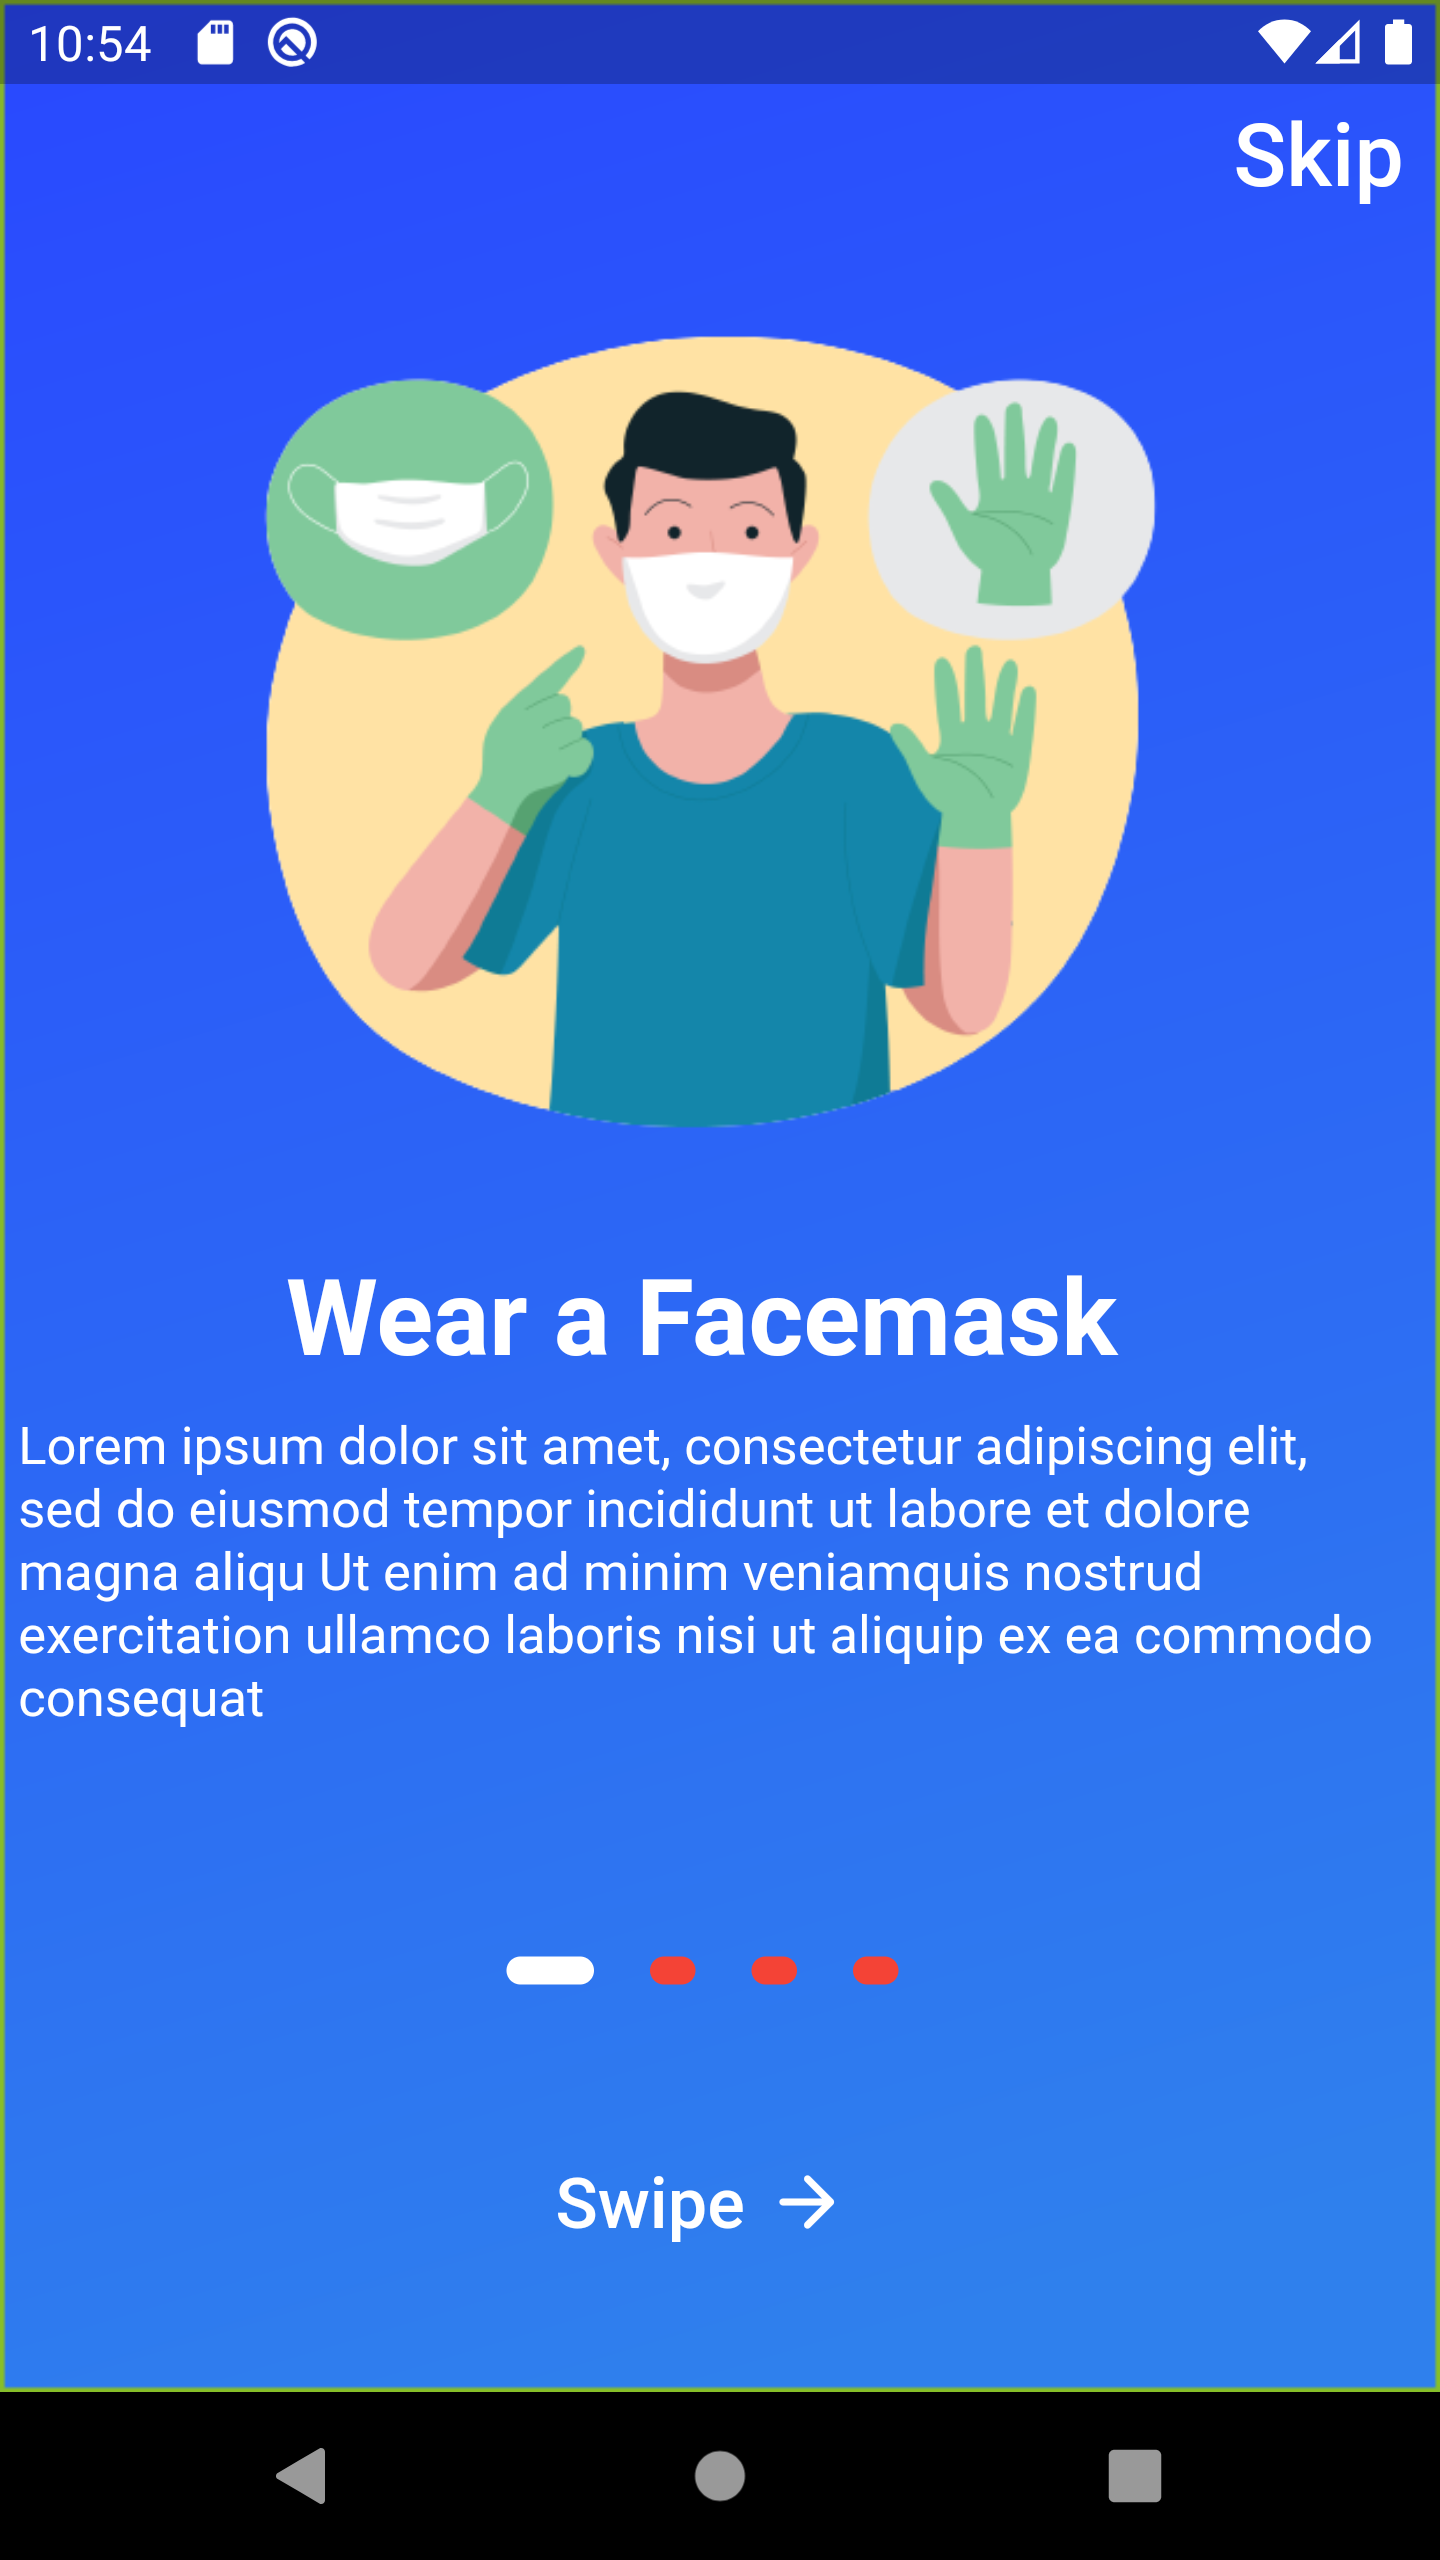 10:54
Skip
Wear a Facemask
Lorem ipsum dolor sit amet, consectetur adipiscing elit,
sed do eiusmod tempor incididunt ut labore et dolore
magna aliqu Ut enim ad minim veniamquis nostrud
exercitation ullamco laboris nisi ut aliquip ex ea commodo
consequat
Swipe